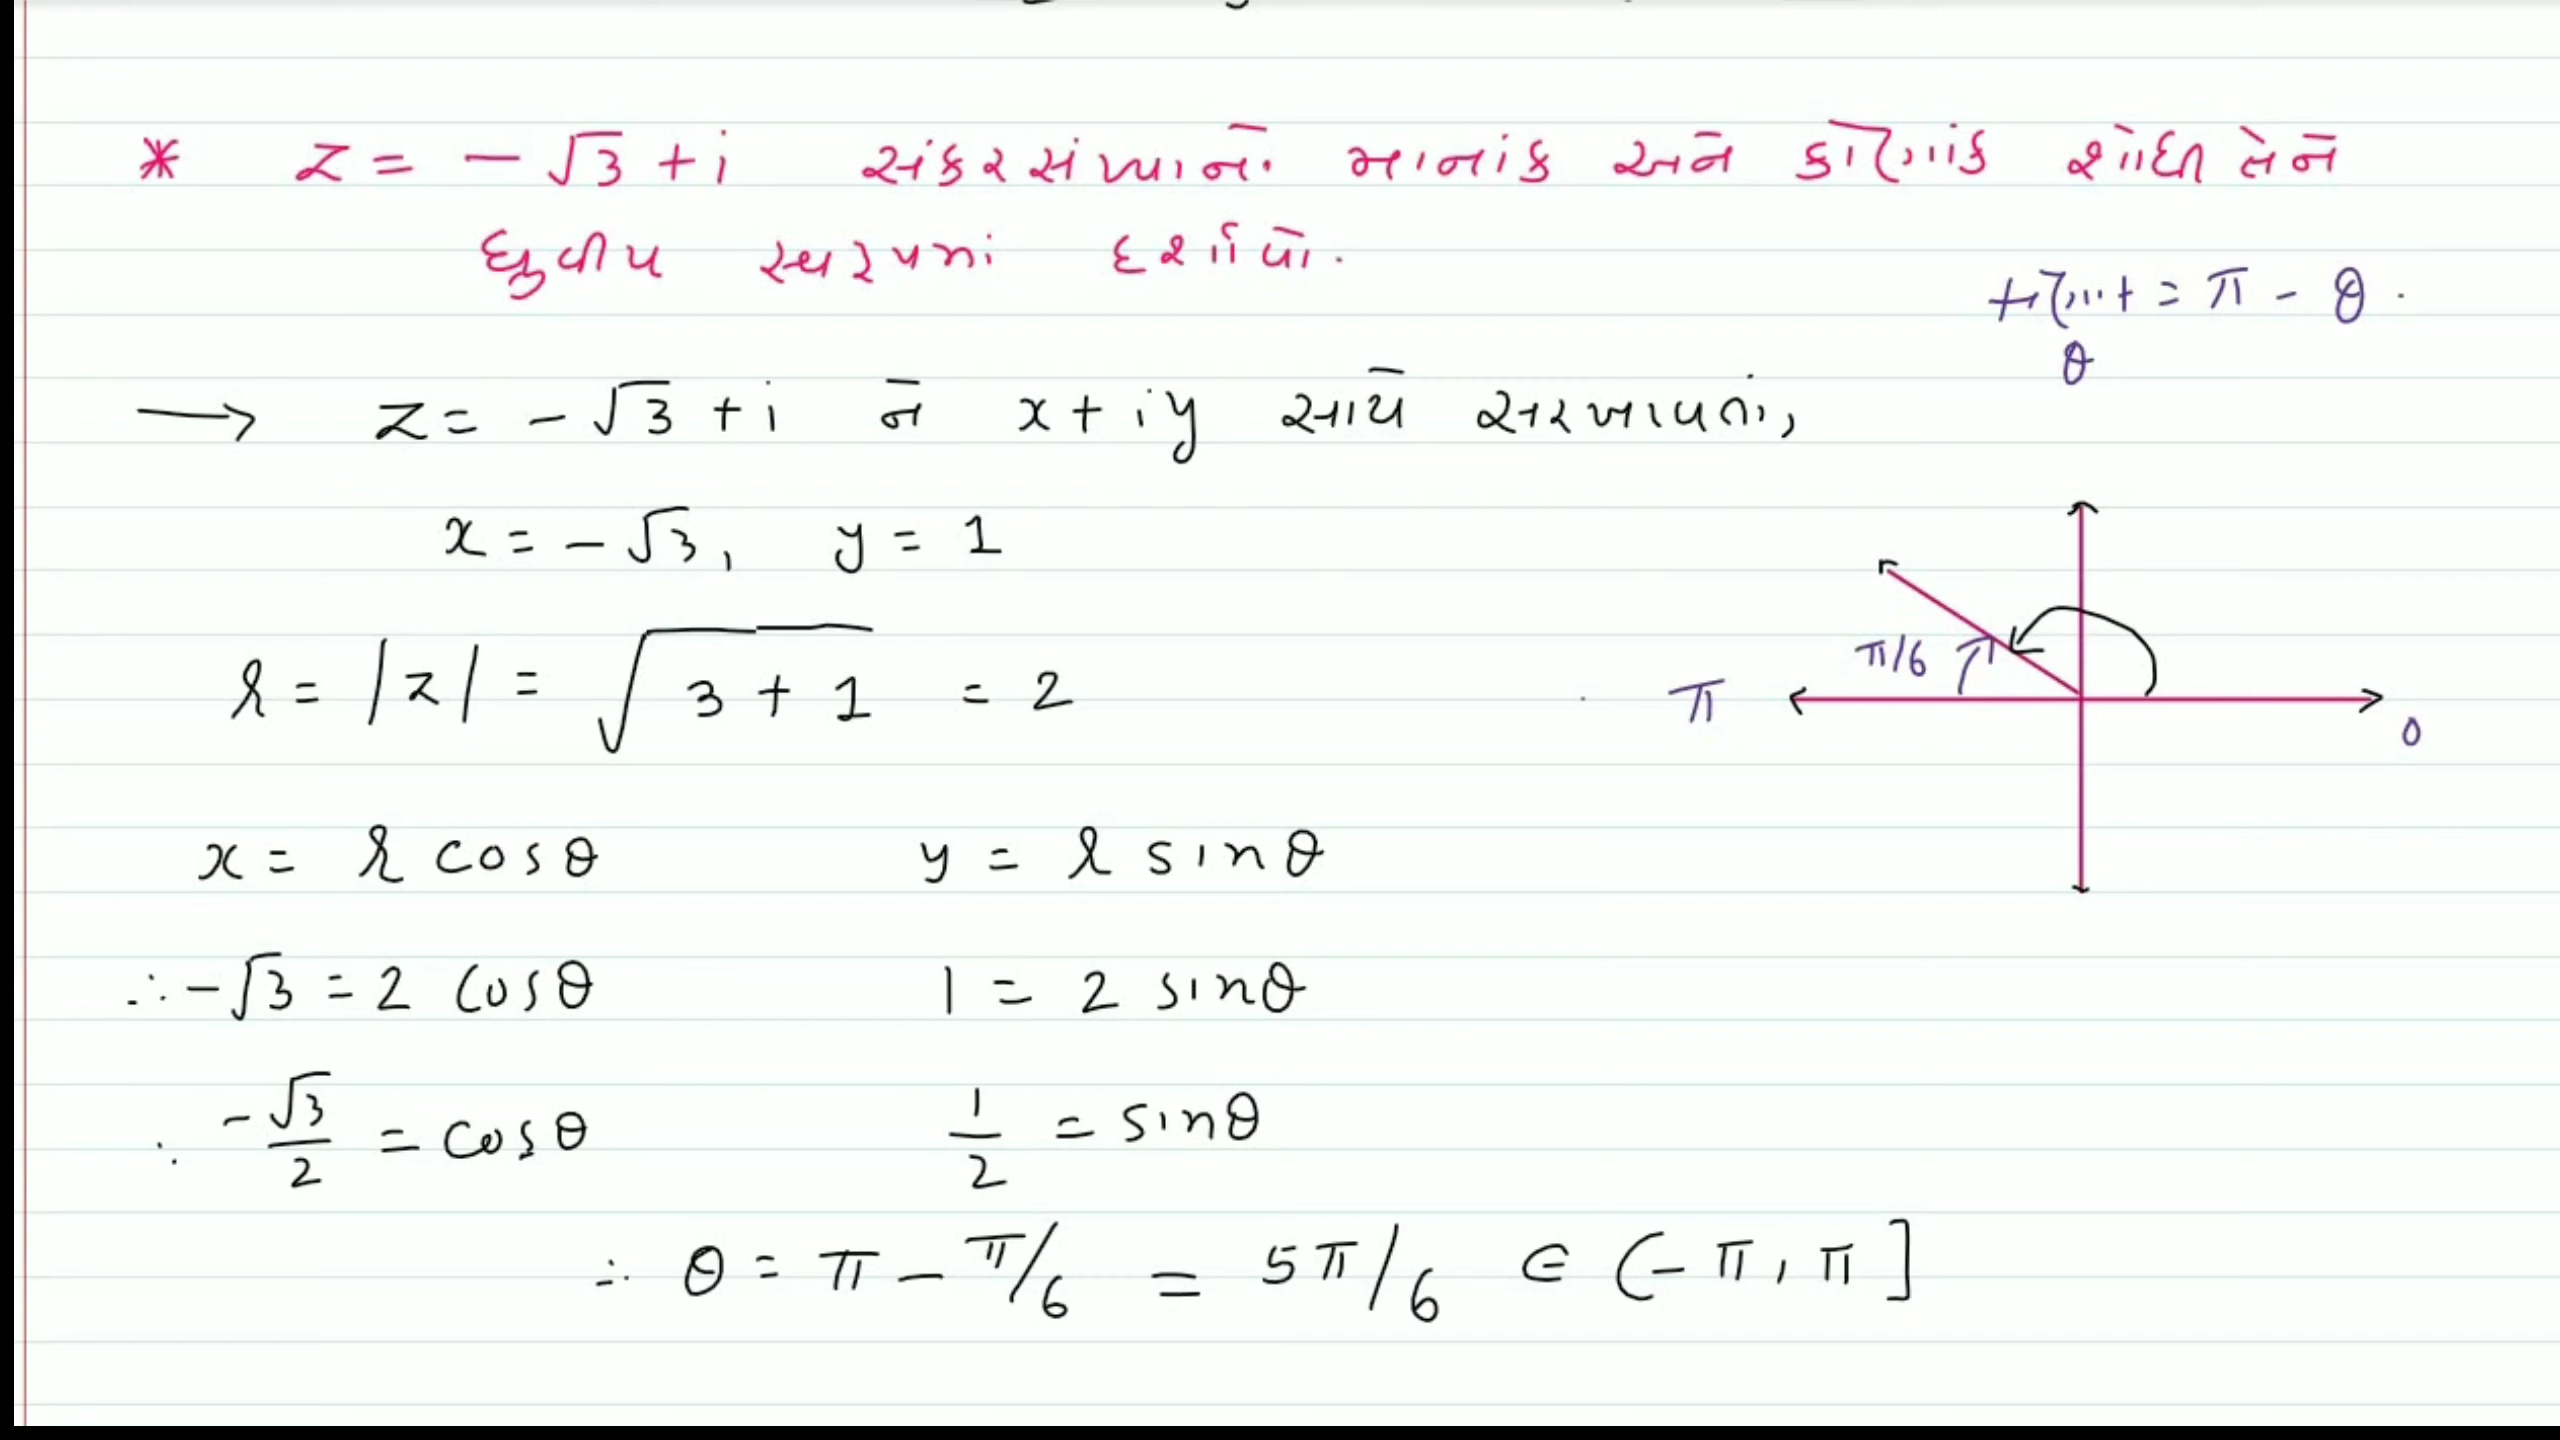 * z = -√3 + i સંકર સંખ્યાનો માનાંક અને કોણાંક શોધી તેને
ધ્રુવીય સ્વરૂપમાં દર્શાવો.
= π - θ.
θ
→ z = -√3 + i ને x + iy સાથે સરખાવતાં,
x = -√3, y = 1
r = |z| = √(3 + 1) = 2
π/6
π
0
x = r cosθ y = r sinθ
∴ -√3 = 2 cosθ 1 = 2 sinθ
∴ -√3/2 = cosθ 1/2 = sinθ
∴ θ = π - π/6 = 5π/6 ∈ (-π, π]